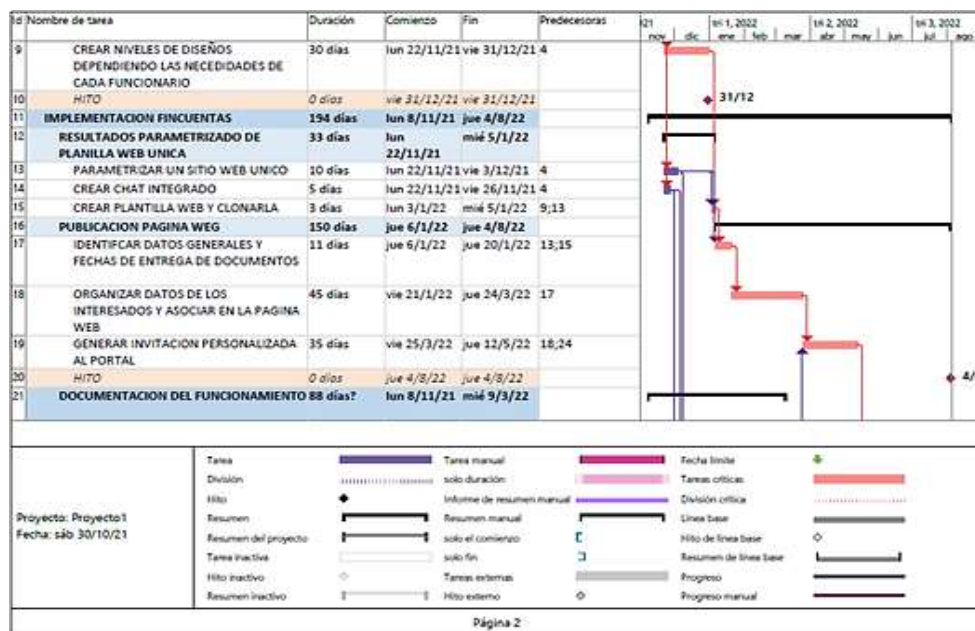 Id Nombre de tarea Duración Comienzo Fin Predecesoras
021 tri 1, 2022 tri 2, 2022 tri 3, 2022
nov dic ene feb mar abr may jun jul ago
9 CREAR NIVELES DE DISEÑOS DEPENDIENDO LAS NECEDIDADES DE CADA FUNCIONARIO 30 días lun 22/11/21 vie 31/12/21 4
10 HITO 0 días vie 31/12/21 vie 31/12/21
31/12
11 IMPLEMENTACION FINCUENTAS 194 días lun 8/11/21 jue 4/8/22
12 RESULTADOS PARAMETRIZADO DE PLANILLA WEB UNICA 33 días lun 22/11/21 mié 5/1/22
13 PARAMETRIZAR UN SITIO WEB UNICO 10 días lun 22/11/21 vie 3/12/21 4
14 CREAR CHAT INTEGRADO 5 días lun 22/11/21 vie 26/11/21 4
15 CREAR PLANTILLA WEB Y CLONARLA 3 días lun 3/1/22 mié 5/1/22 9;13
16 PUBLICACION PAGINA WEG 150 días jue 6/1/22 jue 4/8/22
17 IDENTIFCAR DATOS GENERALES Y FECHAS DE ENTREGA DE DOCUMENTOS 11 días jue 6/1/22 jue 20/1/22 13;15
18 ORGANIZAR DATOS DE LOS INTERESADOS Y ASOCIAR EN LA PAGINA WEB 45 días vie 21/1/22 jue 24/3/22 17
19 GENERAR INVITACION PERSONALIZADA AL PORTAL 35 días vie 25/3/22 jue 12/5/22 18;24
20 HITO 0 días jue 4/8/22 jue 4/8/22
4/
21 DOCUMENTACION DEL FUNCIONAMIENTO 88 días? lun 8/11/21 mié 9/3/22
Proyecto: Proyecto1
Fecha: sáb 30/10/21
Tarea Tarea manual Fecha límite
División solo duración Tareas críticas
Hito Informe de resumen manual División crítica
Resumen Resumen manual Línea base
Resumen del proyecto solo el comienzo Hito de línea base
Tarea inactiva solo fin Resumen de línea base
Hito inactivo Tareas externas Progreso
Resumen inactivo Hito externo Progreso manual
Página 2